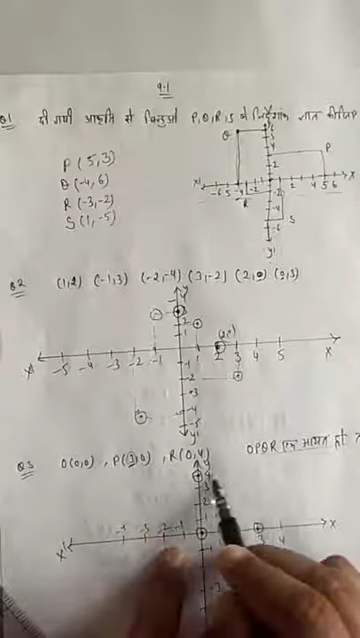 9.1
Q1 दी गयी आकृति से बिन्दुओं P, Q, R, S के निर्देशांक ज्ञात कीजिए
P(5,3)
Q(-4,6)
R(-3,-2)
S(1,-5)
Q2 (1,2) (-1,3) (-2,-4) (3,-2) (2,0) (0,3)
Q3 O(0,0), P(3,0), R(0,4) OPQR एक आयत हो